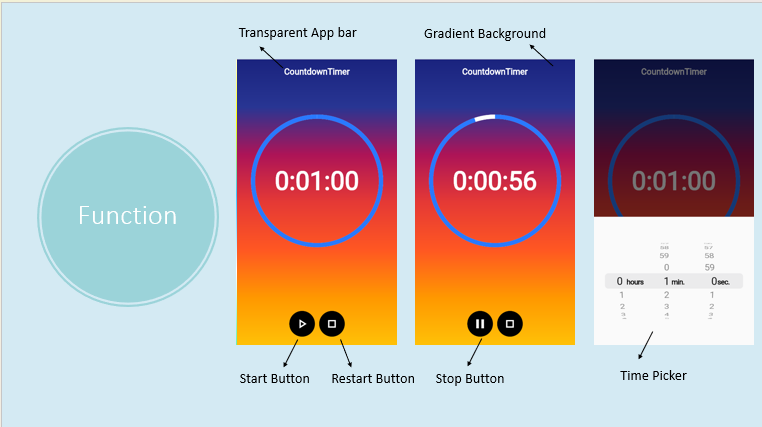 Transparent App bar
Gradient Background
CountdownTimer
CountdownTimer
CountdownTimer
Function
0:01:00
0:00:56
0:01:00
58 57
59 58
0 59
0 hours 1 min. 0 sec.
1 2 1
2 3 2
3 4 3
Start Button
Restart Button
Stop Button
Time Picker